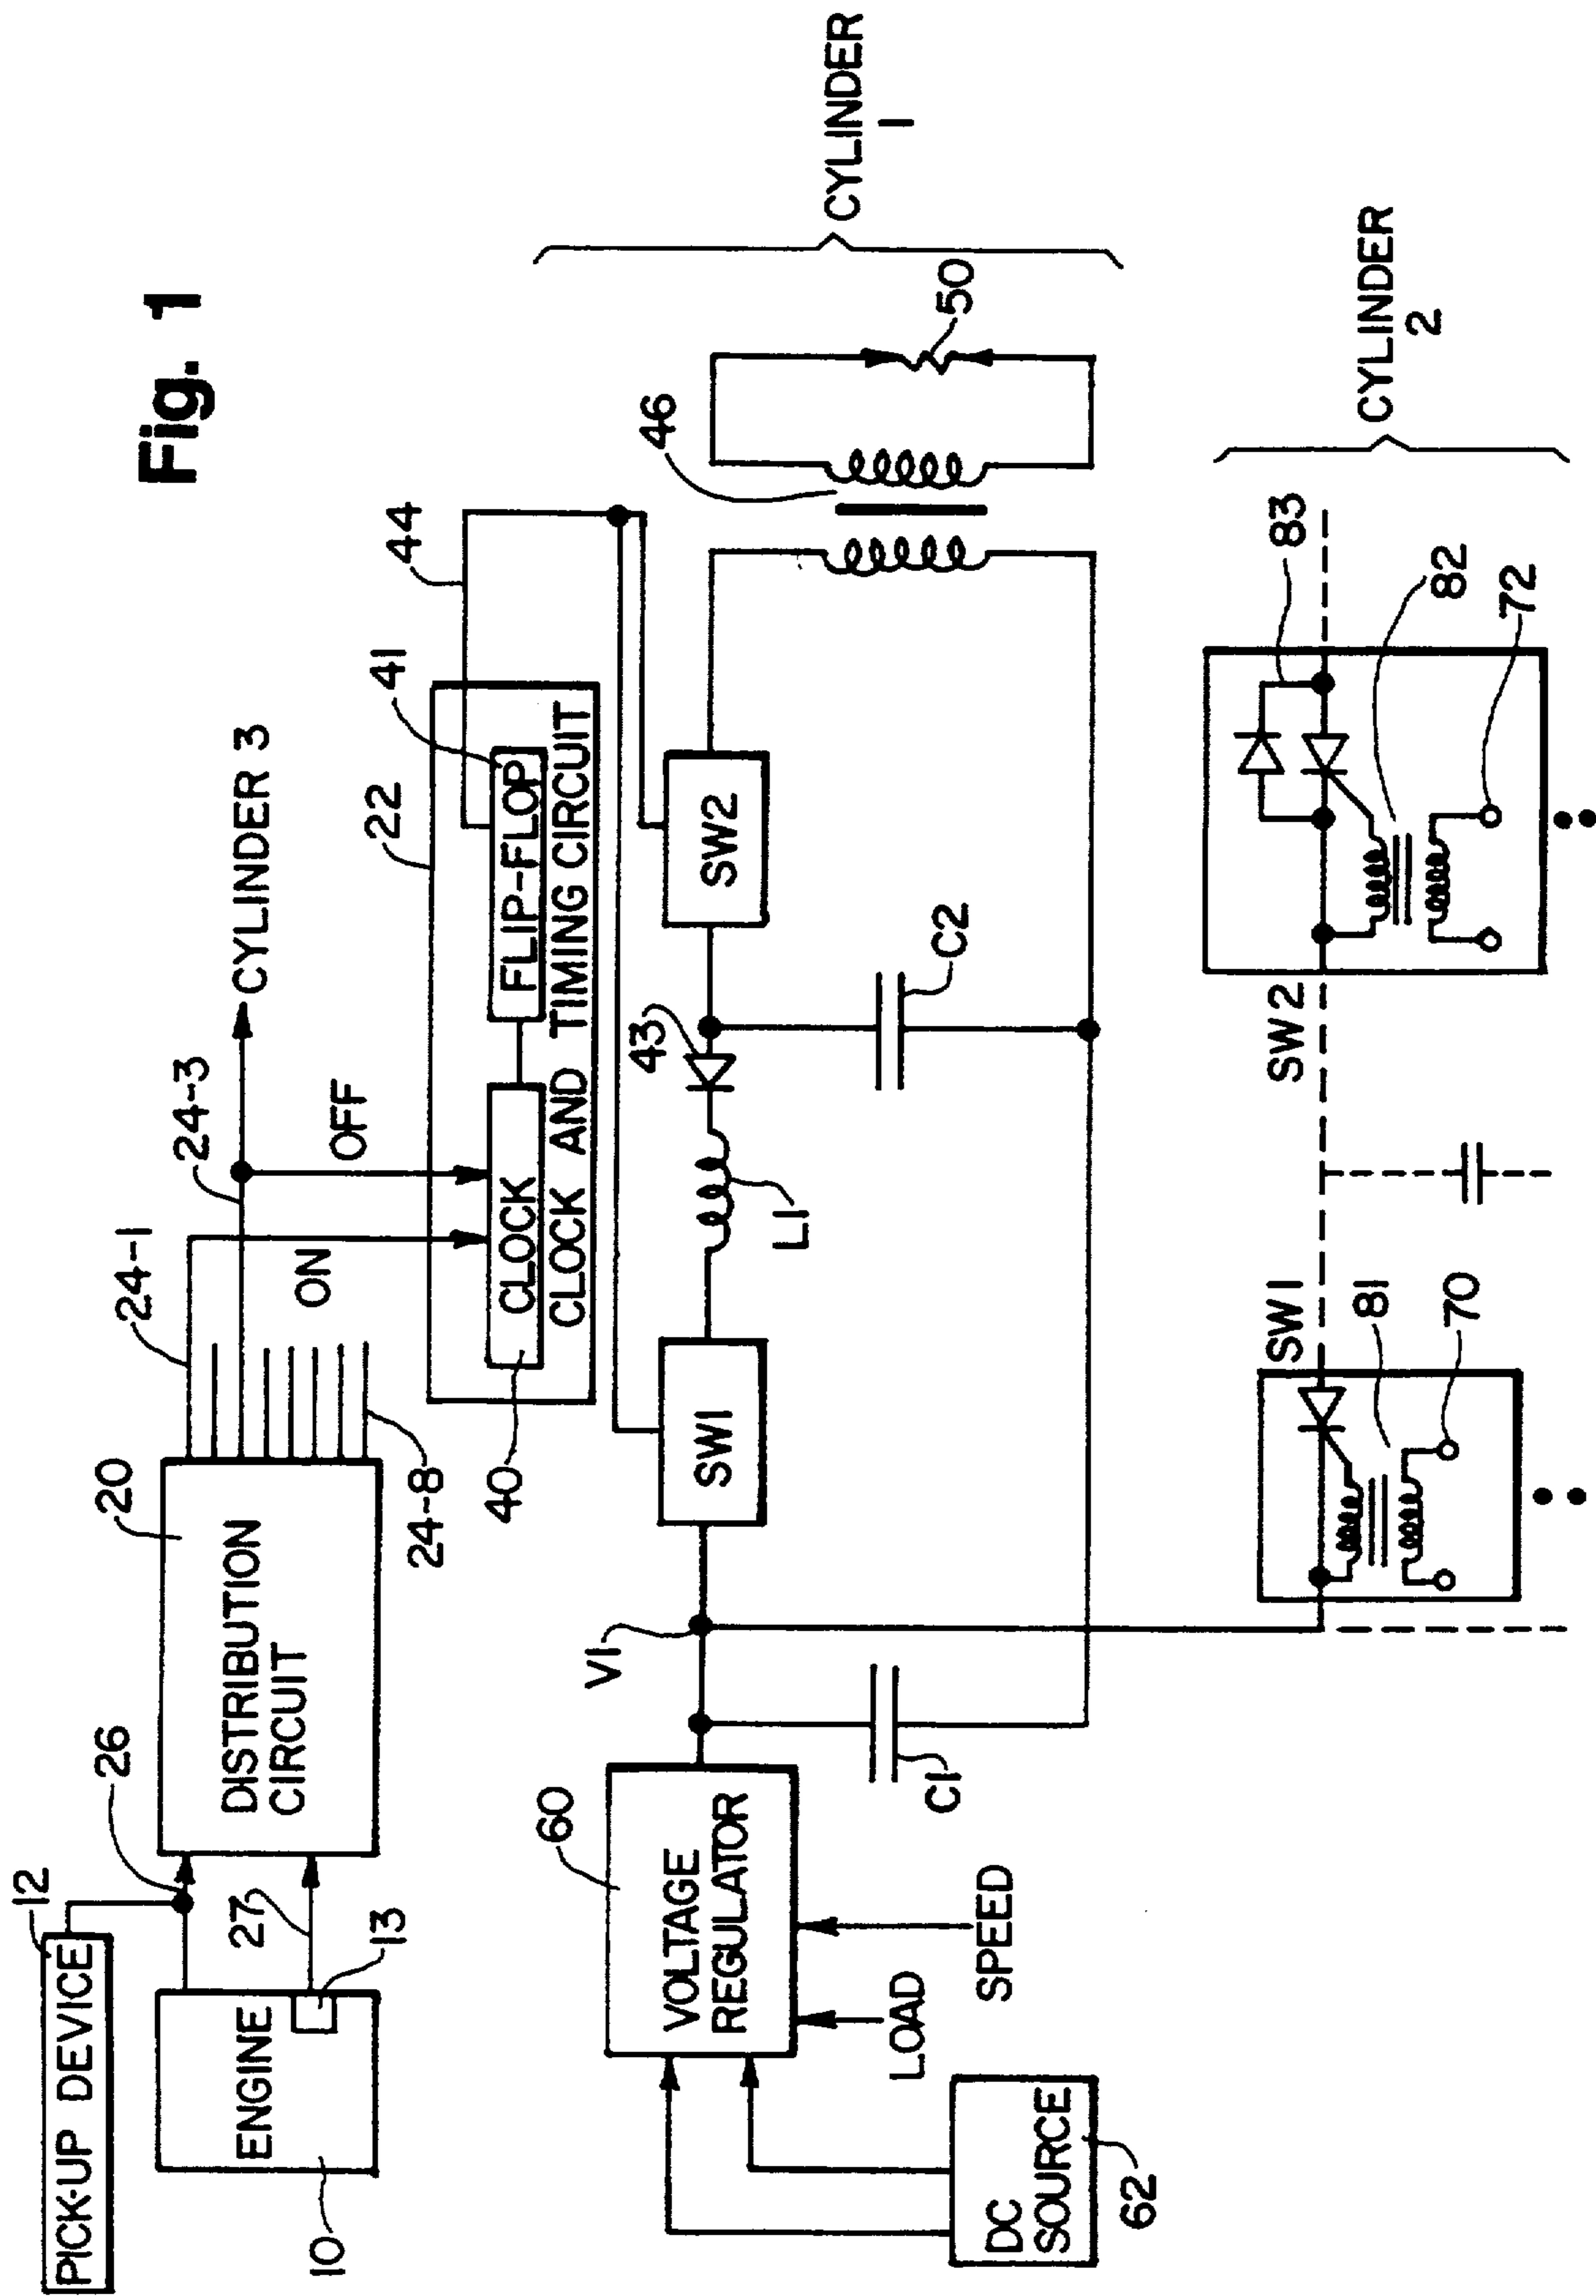 Fig. 1
PICK-UP DEVICE
12
26
ENGINE
10
27
13
DISTRIBUTION
CIRCUIT
20
24-1
24-3
24-8
CYLINDER 3
ON
OFF
22
CLOCK
40
FLIP-FLOP
41
CLOCK AND TIMING CIRCUIT
44
VOLTAGE
REGULATOR
60
LOAD
SPEED
DC
SOURCE
62
V1
C1
SW1
L1
43
C2
SW2
46
50
CYLINDER
1
SW1
81
70
SW2
83
82
72
CYLINDER
2